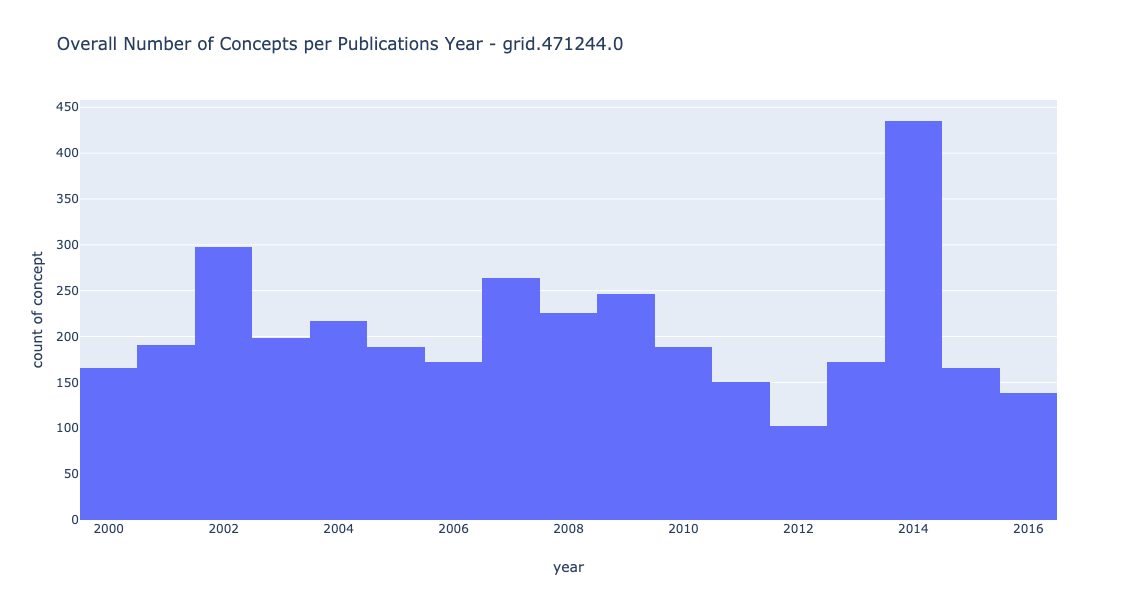 Overall Number of Concepts per Publications Year - grid.471244.0
count of concept
450
400
350
300
250
200
150
100
50
0
2000 2002 2004 2006 2008 2010 2012 2014 2016
year